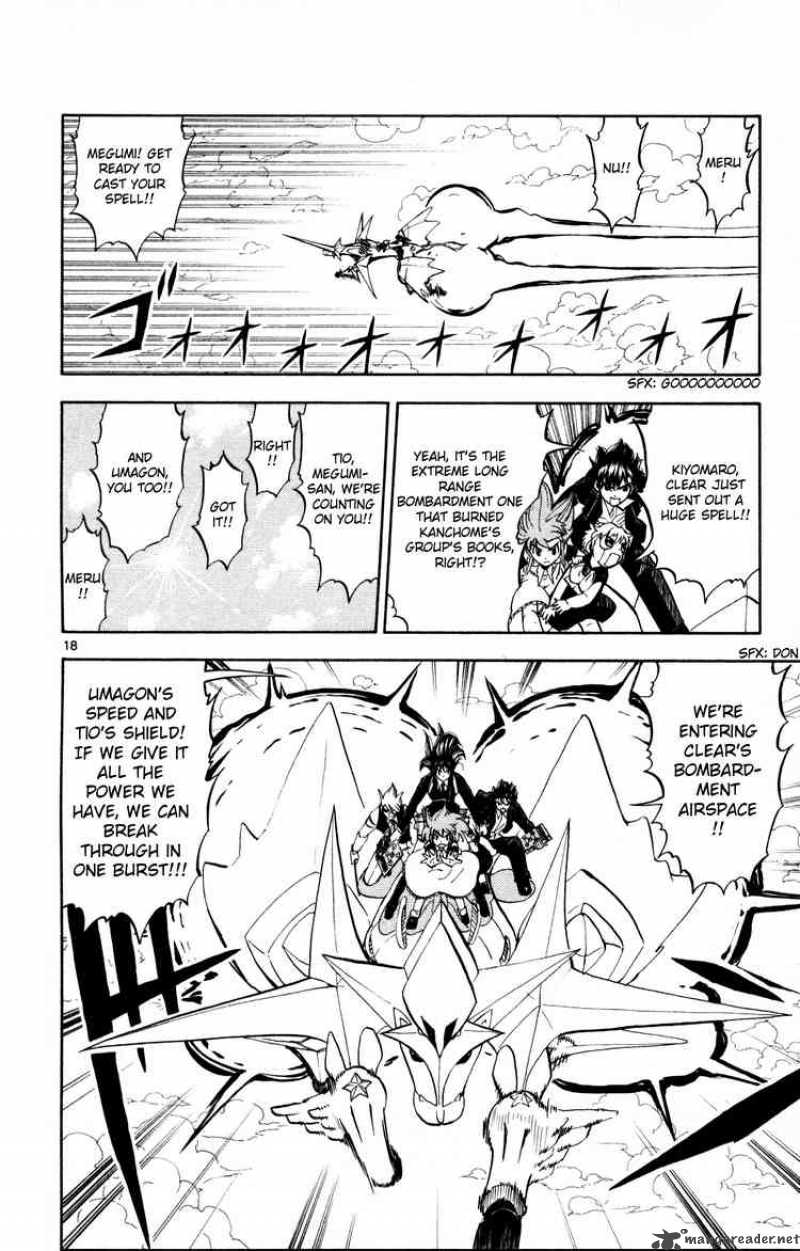 MERU
!
NU!!
MEGUMI! GET
READY TO
CAST YOUR
SPELL!!
ゴォォォォォォォォ
SFX: GOOOOOOOOOO
KIYOMARO,
CLEAR JUST
SENT OUT A
HUGE SPELL!!
YEAH, IT'S THE
EXTREME LONG
RANGE
BOMBARDMENT ONE
THAT BURNED
KANCHOME'S
GROUP'S BOOKS,
RIGHT!?
TIO,
MEGUMI-
SAN, WE'RE
COUNTING
ON YOU!!
RIGHT
!!
GOT
IT!!
AND
UMAGON,
YOU TOO!!
MERU
!!
18
SFX: DON
WE'RE
ENTERING
CLEAR'S
BOMBARD-
MENT
AIRSPACE
!!
UMAGON'S
SPEED AND
TIO'S SHIELD!
IF WE GIVE IT
ALL THE
POWER WE
HAVE, WE CAN
BREAK
THROUGH IN
ONE BURST!!!
mangareader.net